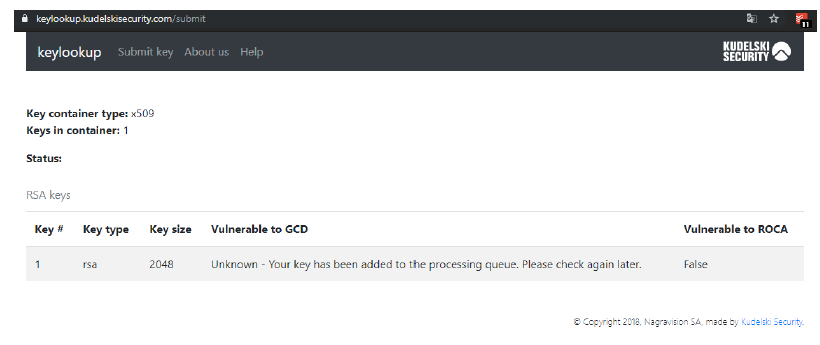 keylookup.kudelskisecurity.com/submit
11
keylookup Submit key About us Help
KUDELSKI
SECURITY
Key container type: x509
Keys in container: 1
Status:
RSA keys
Key # Key type Key size Vulnerable to GCD Vulnerable to ROCA
1 rsa 2048 Unknown - Your key has been added to the processing queue. Please check again later. False
© Copyright 2018, Nagravision SA, made by Kudelski Security.